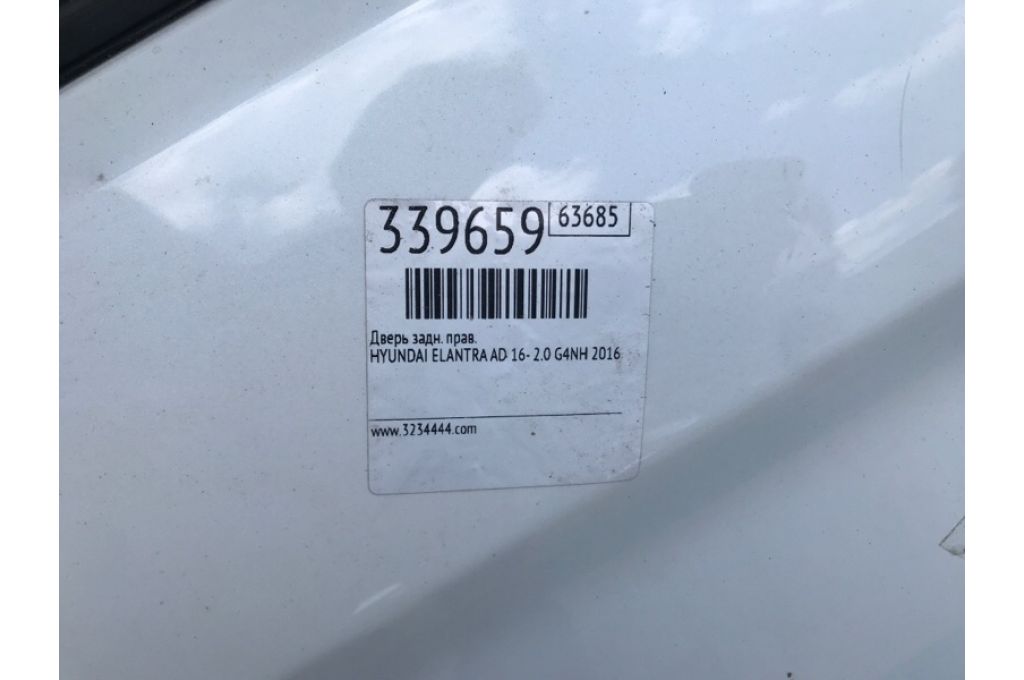 339659 63685
Дверь задн. прав.
HYUNDAI ELANTRA AD 16- 2.0 G4NH 2016
www.3234444.com